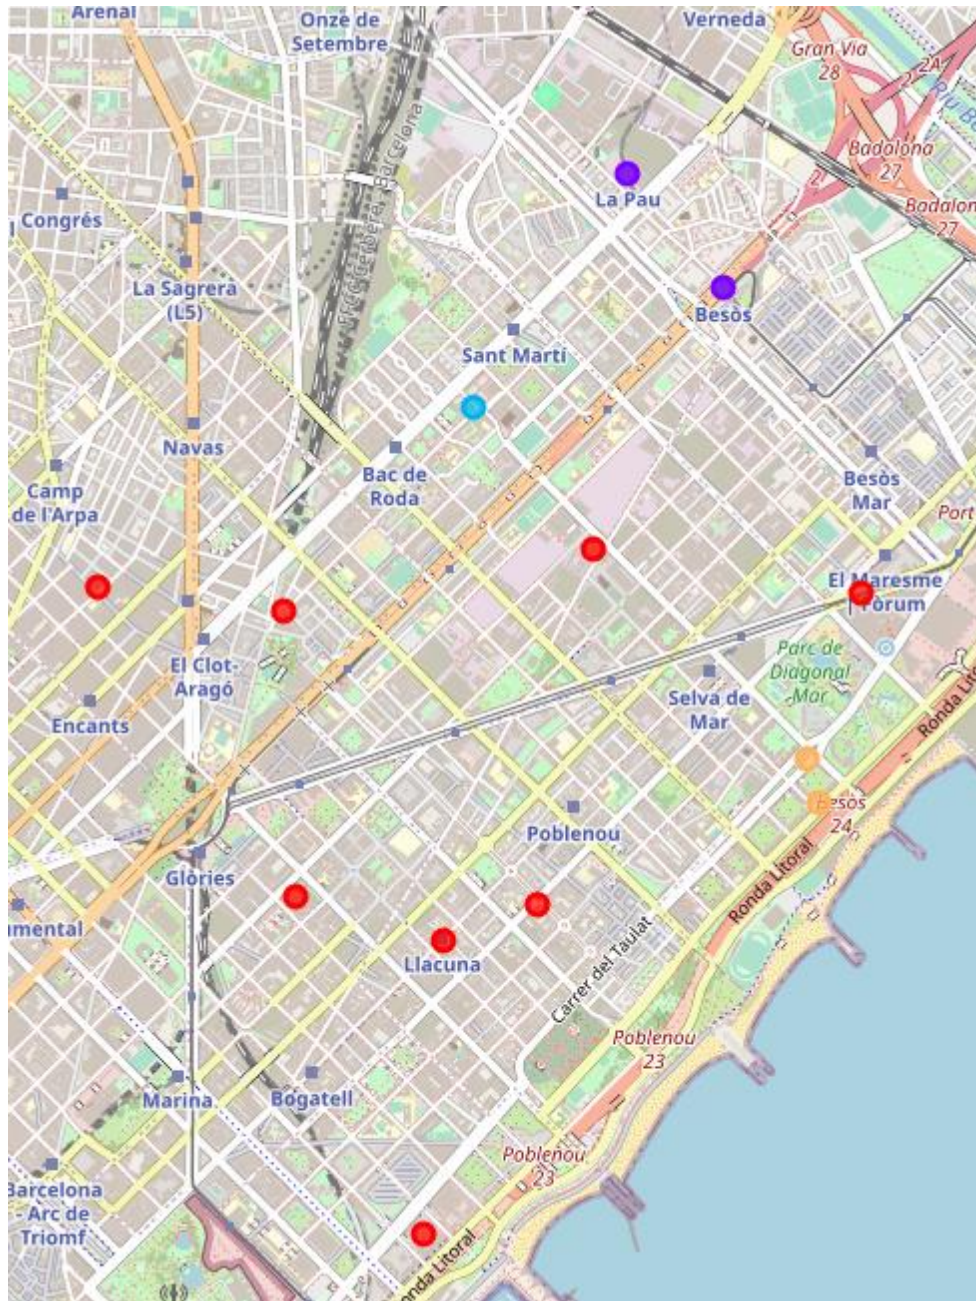 Arenal
Onze de
Setembre
Verneda
Gran Via
28
2
2A
Badalona
27
2
Badalon
27
La Pau
Congrés
La Sagrera
(L5)
Besòs
Sant Martí
Navas
Bac de
Roda
Camp
de l'Arpa
Besòs
Mar
Port
El Maresme
Fòrum
El Clot-
Aragó
Parc de
Diagonal
Mar
Encants
Selva de
Mar
Ronda Lito
Besòs
24
Poblenou
Ronda Litoral
Glòries
umental
Llacuna
Carrer del Taulat
Poblenou
23
Marina
Bogatell
Poblenou
23
Barcelona
- Arc de
Triomf
Ronda Litoral